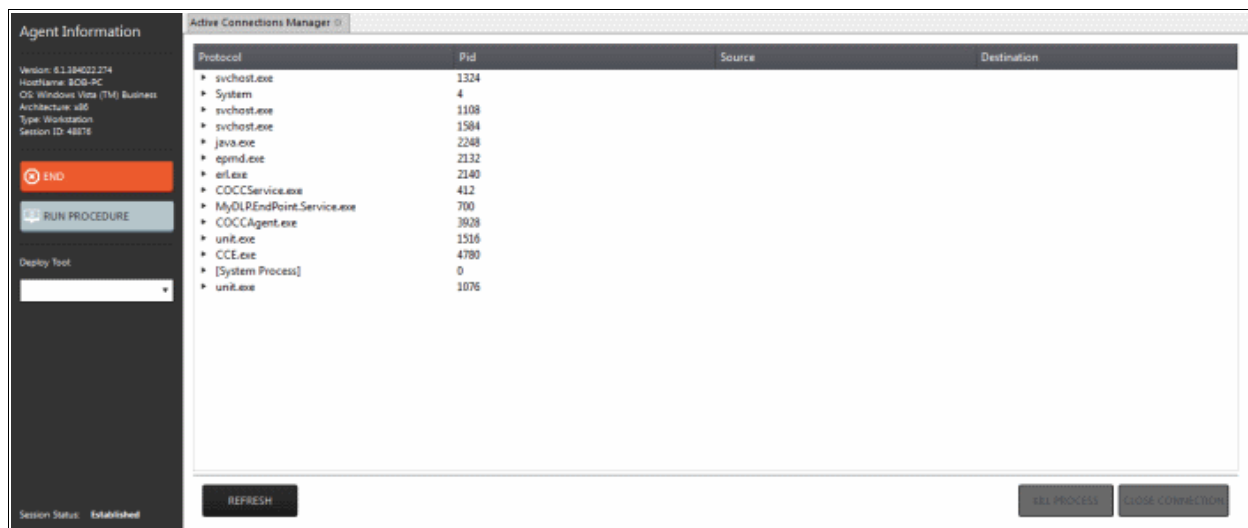 Agent Information
Version: 6.1.384022.274
HostName: BOB-PC
OS: Windows Vista (TM) Business
Architecture: x86
Type: Workstation
Session ID: 48876
END
RUN PROCEDURE
Deploy Tool:
Session Status: Established
Active Connections Manager
Protocol Pid Source Destination
svchost.exe 1324
System 4
svchost.exe 1108
svchost.exe 1584
java.exe 2248
epmd.exe 2132
erl.exe 2140
COCCService.exe 412
MyDLP.EndPoint.Service.exe 700
COCCAgent.exe 3928
unit.exe 1516
CCE.exe 4780
[System Process] 0
unit.exe 1076
REFRESH
KILL PROCESS
CLOSE CONNECTION